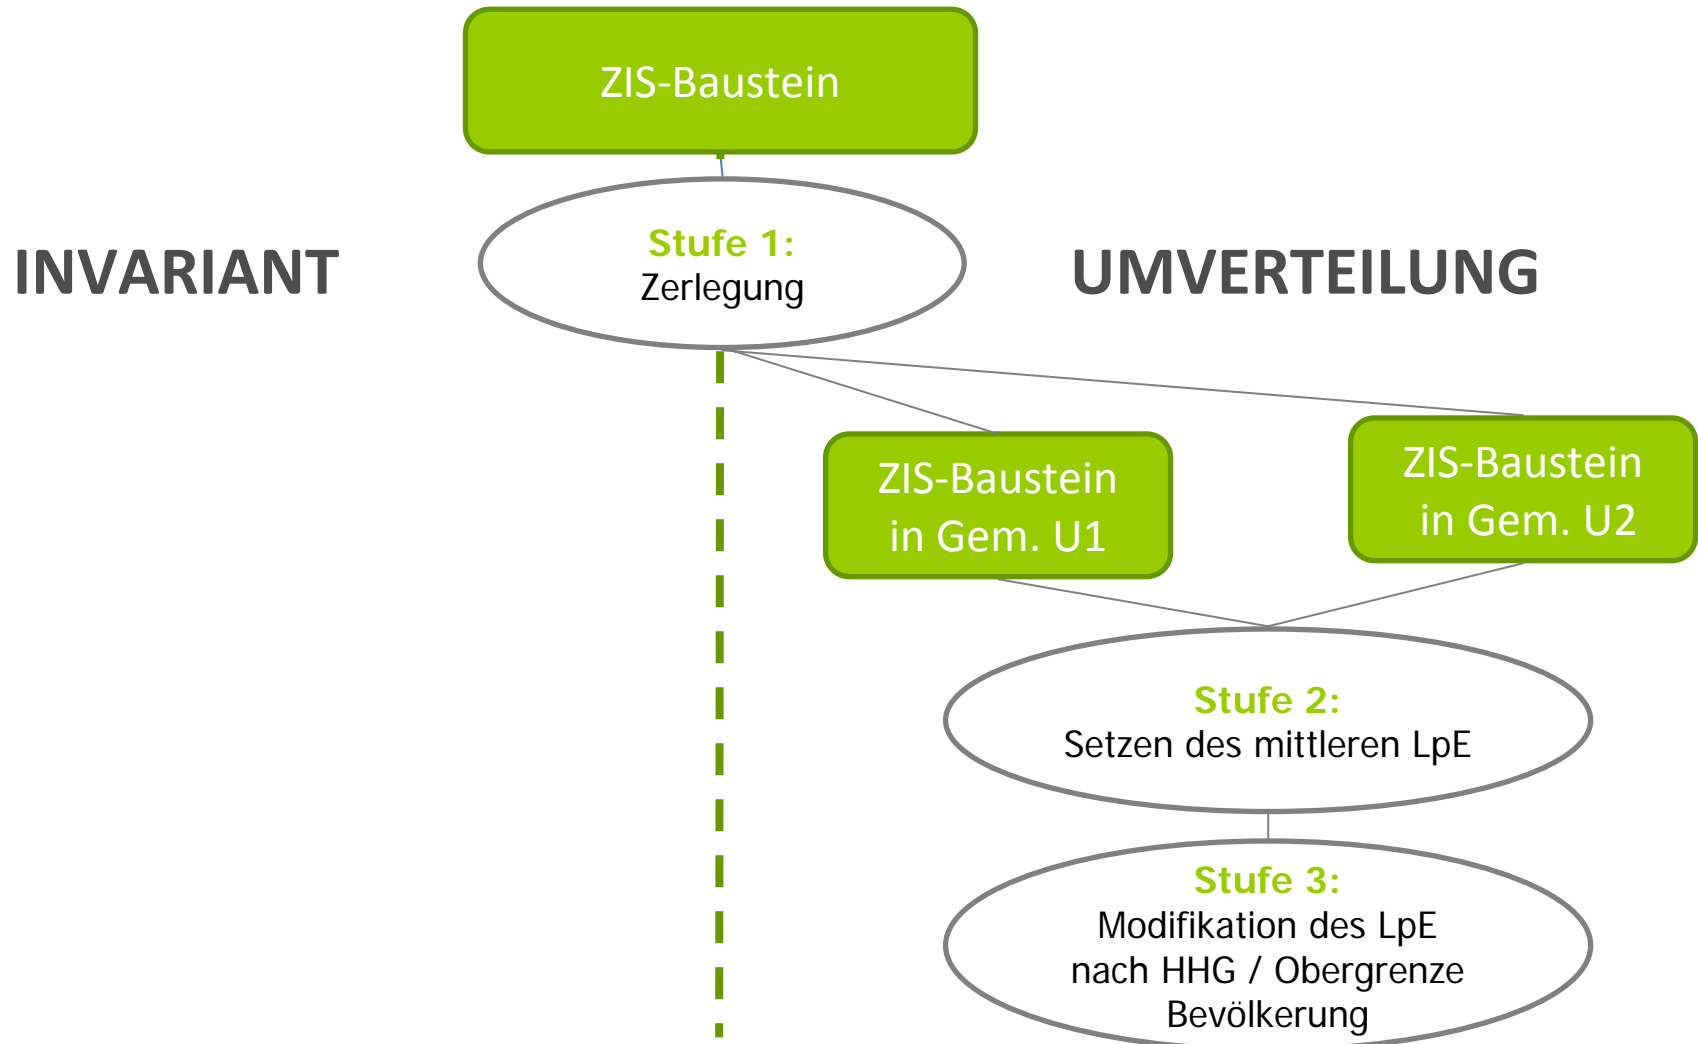 ZIS-Baustein
INVARIANT
Stufe 1:
Zerlegung
UMVERTEILUNG
ZIS-Baustein
in Gem. U1
ZIS-Baustein
in Gem. U2
Stufe 2:
Setzen des mittleren LpE
Stufe 3:
Modifikation des LpE
nach HHG / Obergrenze
Bevölkerung